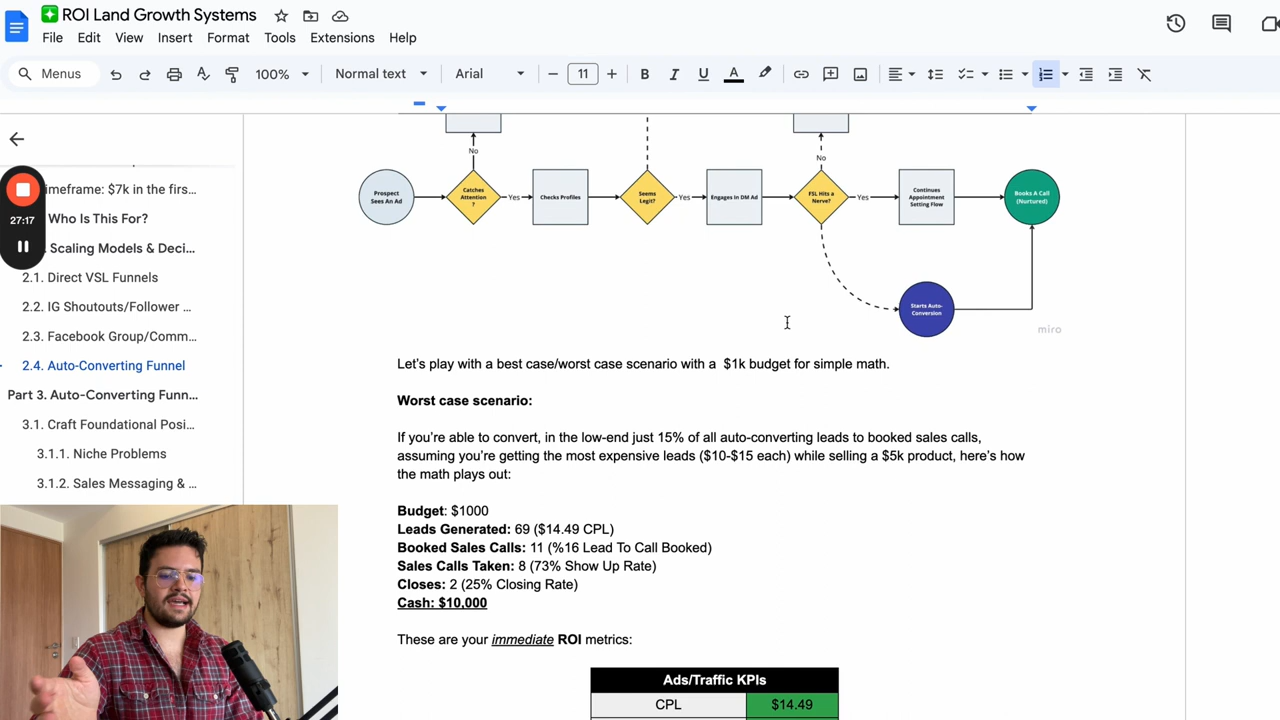 ROI Land Growth Systems
File Edit View Insert Format Tools Extensions Help
Menus 100% Normal text Arial 11 B I U A
27:17
imeframe: $7k in the firs...
Who Is This For?
Scaling Models & Deci...
2.1. Direct VSL Funnels
2.2. IG Shoutouts/Follower ...
2.3. Facebook Group/Comm...
2.4. Auto-Converting Funnel
Part 3. Auto-Converting Funn...
3.1. Craft Foundational Posi...
3.1.1. Niche Problems
3.1.2. Sales Messaging & ...
No
No
Prospect
Sees An Ad
Catches
Attention
?
Yes
Checks Profiles
Seems
Legit?
Yes
Engages In DM Ad
FSL Hits a
Nerve?
Yes
Continues
Appointment
Setting Flow
Books A Call
(Nurtured)
Starts Auto-
Conversion
miro
Let's play with a best case/worst case scenario with a  $1k budget for simple math.
Worst case scenario:
If you're able to convert, in the low-end just 15% of all auto-converting leads to booked sales calls,
assuming you're getting the most expensive leads ($10-$15 each) while selling a $5k product, here's how
the math plays out:
Budget: $1000
Leads Generated: 69 ($14.49 CPL)
Booked Sales Calls: 11 (%16 Lead To Call Booked)
Sales Calls Taken: 8 (73% Show Up Rate)
Closes: 2 (25% Closing Rate)
Cash: $10,000
These are your immediate ROI metrics:
Ads/Traffic KPIs
CPL $14.49